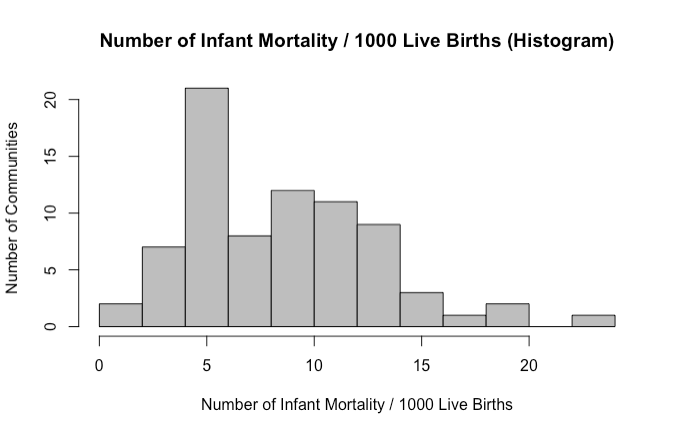 Number of Infant Mortality / 1000 Live Births (Histogram)
Number of Communities
20
15
10
5
0
0 5 10 15 20
Number of Infant Mortality / 1000 Live Births